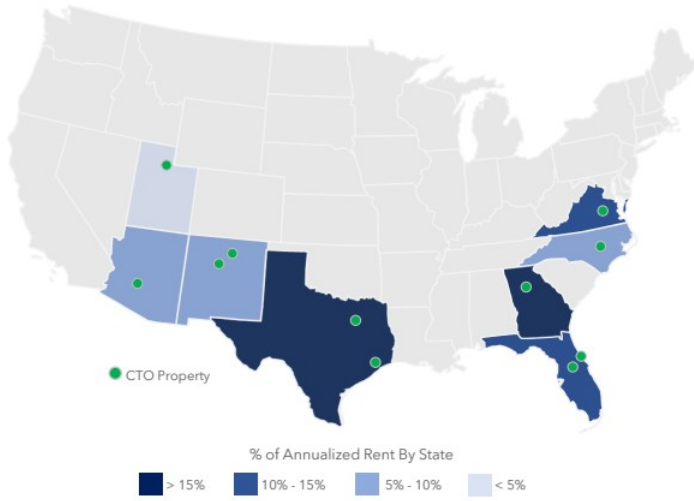 CTO Property
% of Annualized Rent By State
> 15% 10% - 15% 5% - 10% < 5%